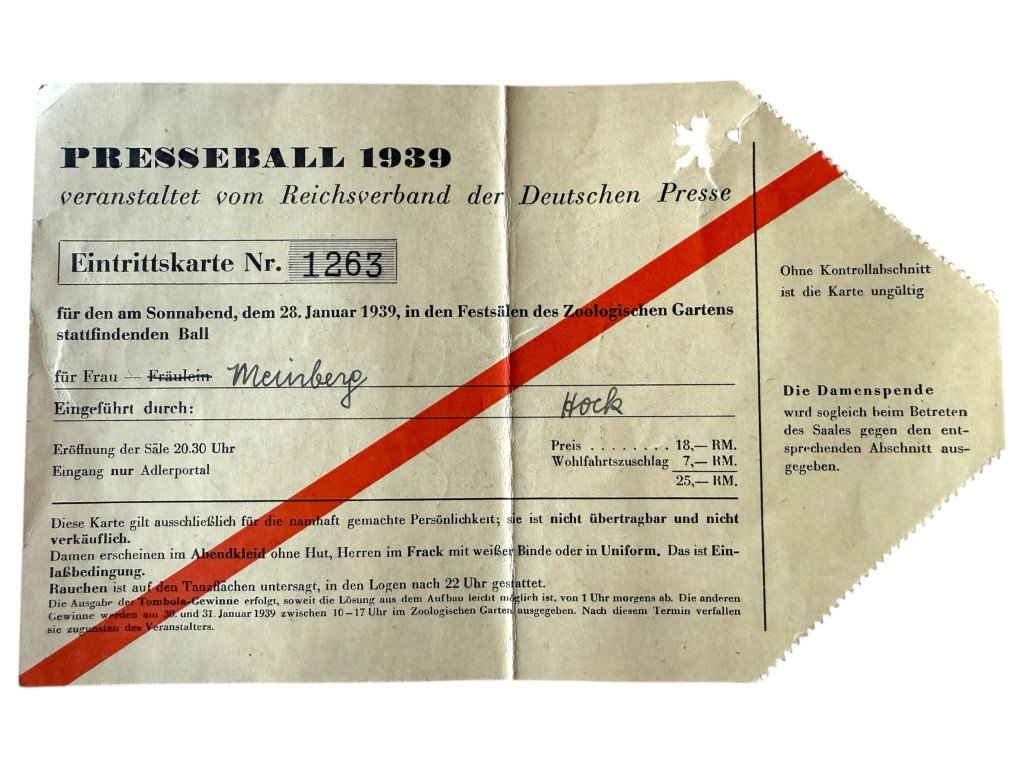 PRESSEBALL 1939
veranstaltet vom Reichsverband der Deutschen Presse
Eintrittskarte Nr. 1263
für den am Sonnabend, dem 28. Januar 1939, in den Festsälen des Zoologischen Gartens
stattfindenden Ball
für Frau — Fräulein Meinberg
Eingeführt durch: Hock
Eröffnung der Säle 20.30 Uhr
Eingang nur Adlerportal
Preis . . . . . . . . 18,— RM.
Wohlfahrtszuschlag 7,— RM.
25,— RM.
Diese Karte gilt ausschließlich für die namhaft gemachte Persönlichkeit; sie ist nicht übertragbar und nicht
verkäuflich.
Damen erscheinen im Abendkleid ohne Hut, Herren im Frack mit weißer Binde oder in Uniform. Das ist Ein-
laßbedingung.
Rauchen ist auf den Tanzflächen untersagt, in den Logen nach 22 Uhr gestattet.
Die Ausgabe der Tombola-Gewinne erfolgt, soweit die Lösung aus dem Aufbau leicht möglich ist, von 1 Uhr morgens ab. Die anderen
Gewinne werden am 30. und 31. Januar 1939 zwischen 10–17 Uhr im Zoologischen Garten ausgegeben. Nach diesem Termin verfallen
sie zugunsten des Veranstalters.
Ohne Kontrollabschnitt
ist die Karte ungültig
Die Damenspende
wird sogleich beim Betreten
des Saales gegen den ent-
sprechenden Abschnitt aus-
gegeben.